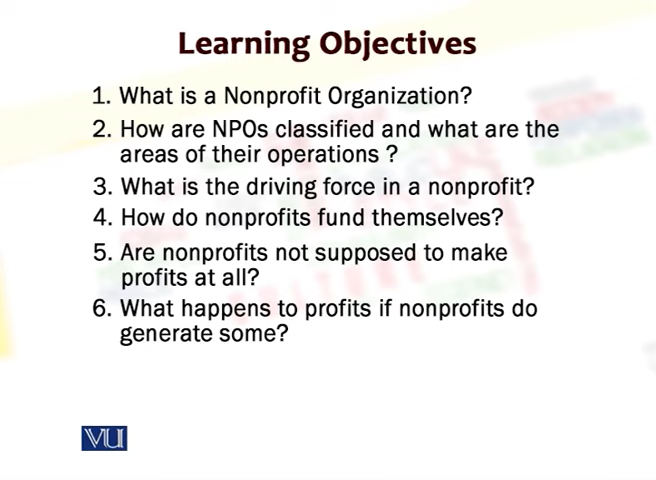 Learning Objectives
1. What is a Nonprofit Organization?
2. How are NPOs classified and what are the
areas of their operations ?
3. What is the driving force in a nonprofit?
4. How do nonprofits fund themselves?
5. Are nonprofits not supposed to make
profits at all?
6. What happens to profits if nonprofits do
generate some?
VU